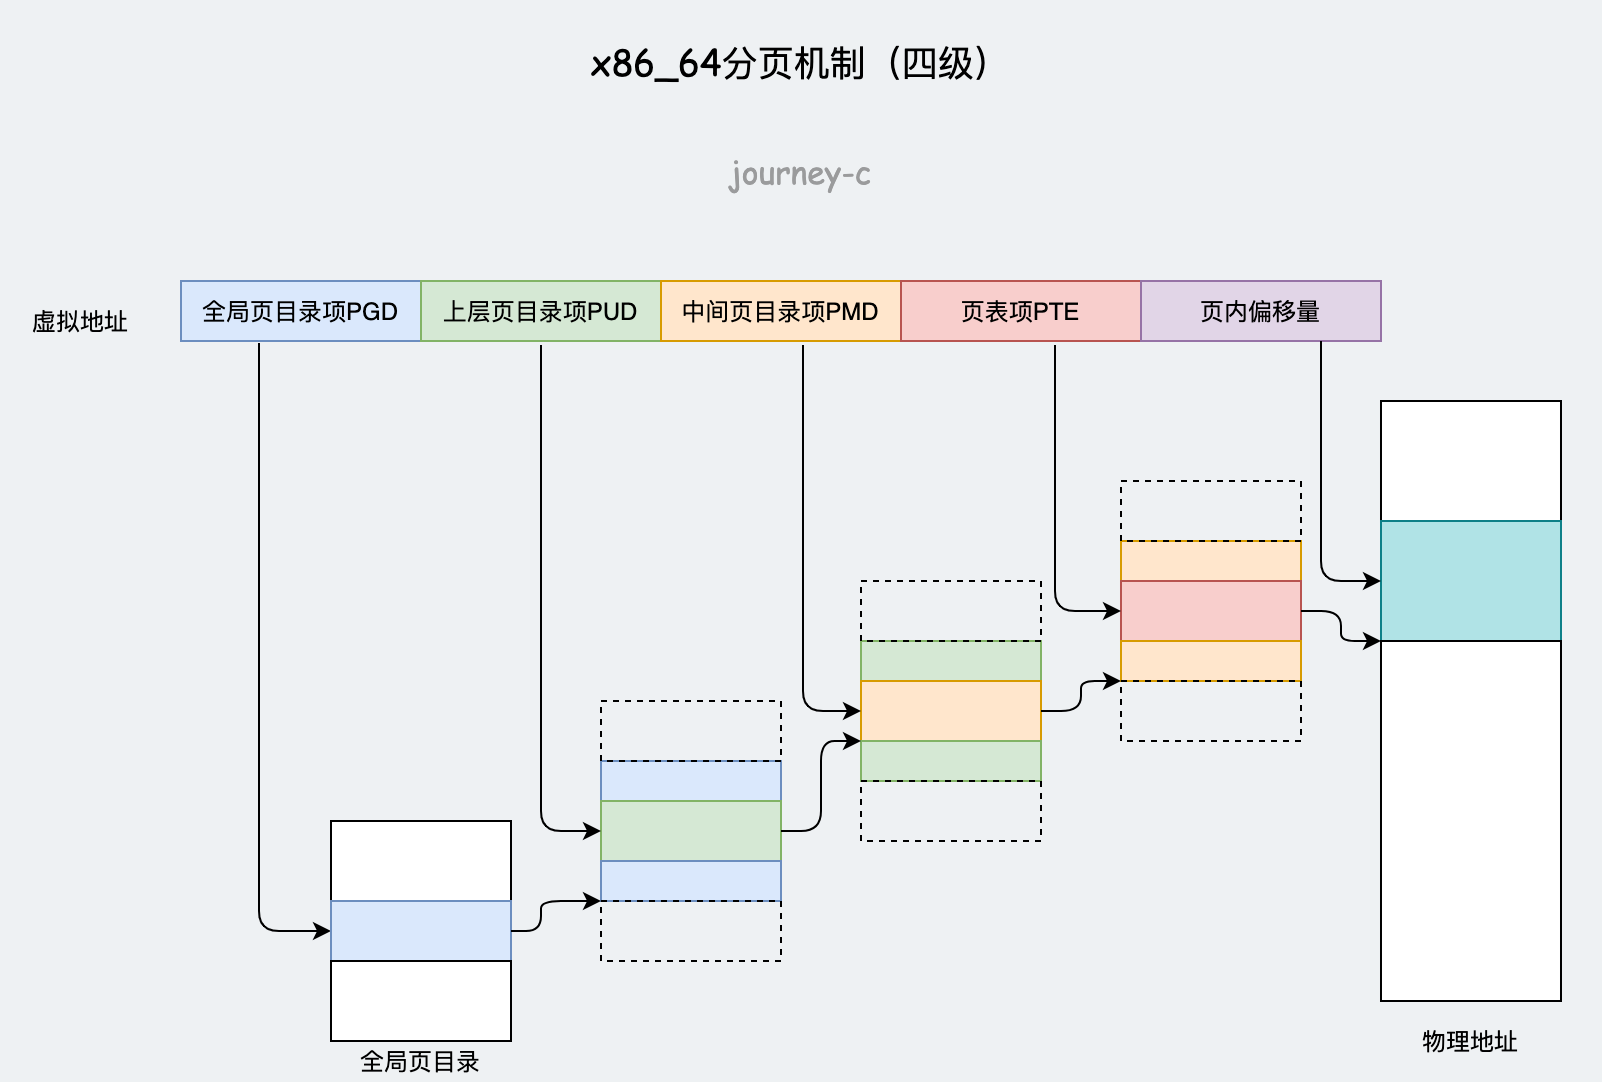 x86_64分页机制（四级）
journey-c
虚拟地址
全局页目录项PGD
上层页目录项PUD
中间页目录项PMD
页表项PTE
页内偏移量
全局页目录
物理地址